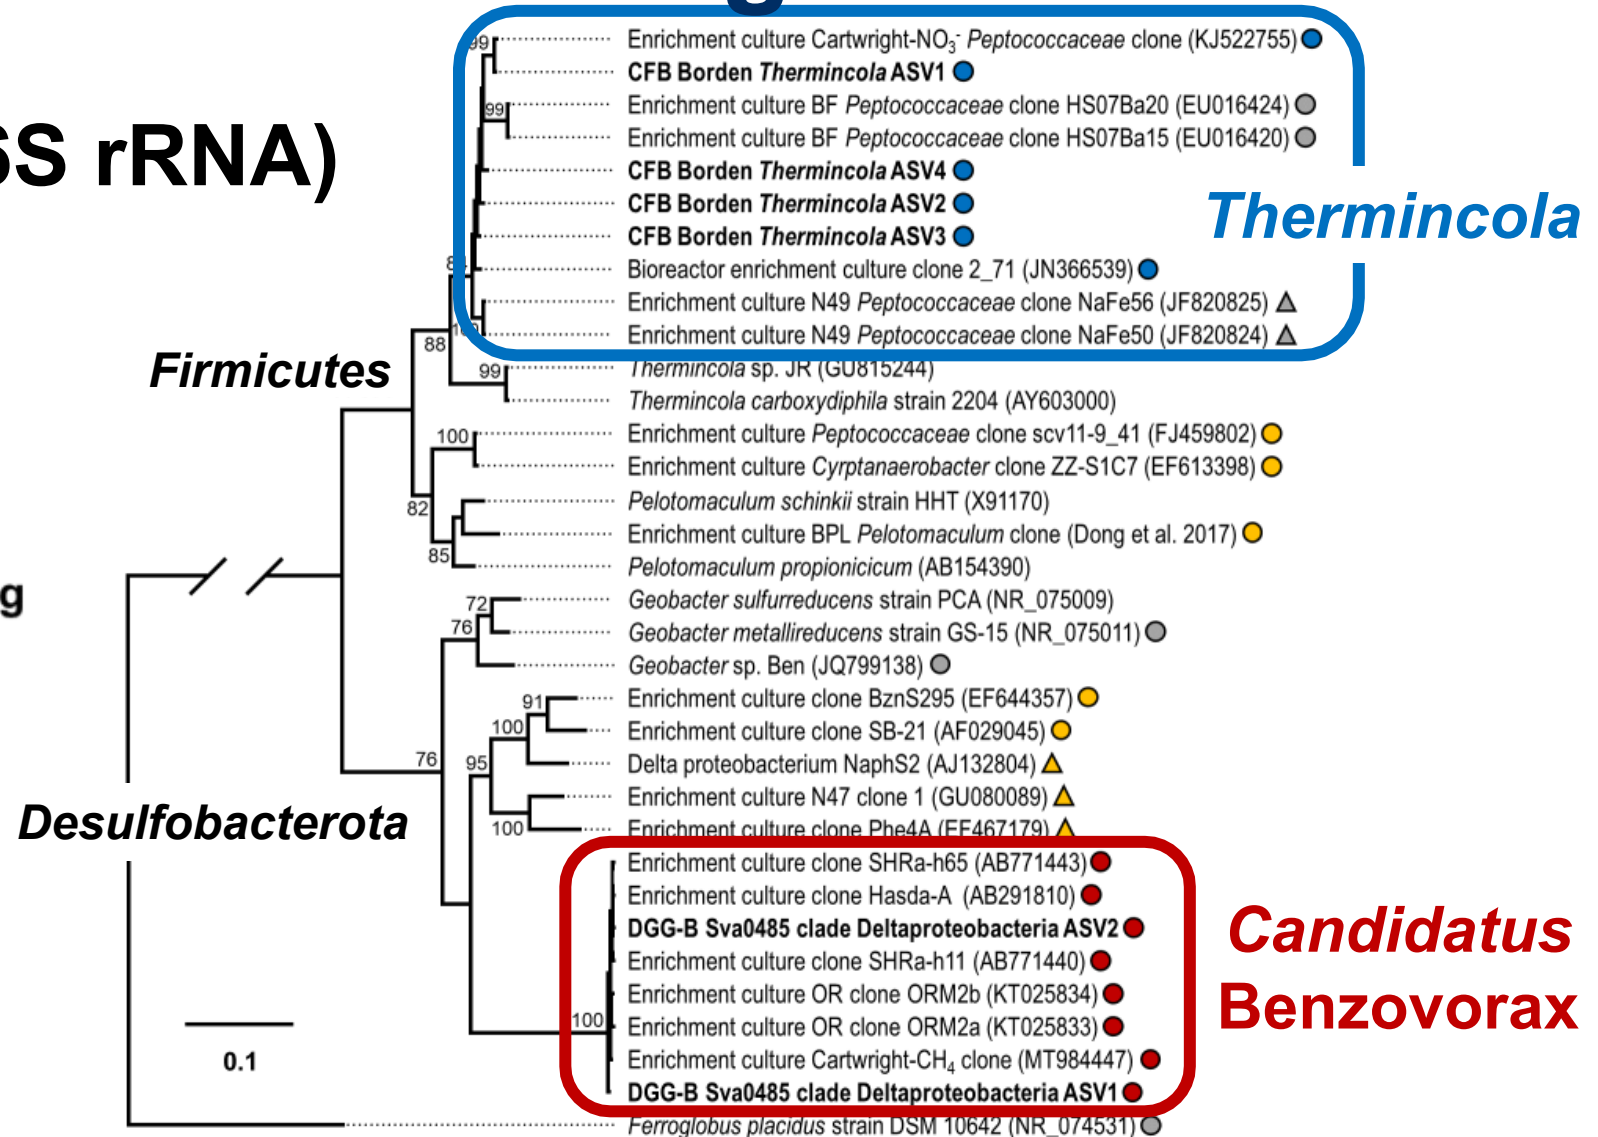 g
Enrichment culture Cartwright-NO3- Peptococcaceae clone (KJ522755)
CFB Borden Thermincola ASV1
Enrichment culture BF Peptococcaceae clone HS07Ba20 (EU016424)
Enrichment culture BF Peptococcaceae clone HS07Ba15 (EU016420)
CFB Borden Thermincola ASV4
CFB Borden Thermincola ASV2
CFB Borden Thermincola ASV3
Bioreactor enrichment culture clone 2_71 (JN366539)
Enrichment culture N49 Peptococcaceae clone NaFe56 (JF820825)
Enrichment culture N49 Peptococcaceae clone NaFe50 (JF820824)
Thermincola sp. JR (GU815244)
Thermincola carboxydiphila strain 2204 (AY603000)
Enrichment culture Peptococcaceae clone scv11-9_41 (FJ459802)
Enrichment culture Cyrptanaerobacter clone ZZ-S1C7 (EF613398)
Pelotomaculum schinkii strain HHT (X91170)
Enrichment culture BPL Pelotomaculum clone (Dong et al. 2017)
Pelotomaculum propionicicum (AB154390)
Geobacter sulfurreducens strain PCA (NR_075009)
Geobacter metallireducens strain GS-15 (NR_075011)
Geobacter sp. Ben (JQ799138)
Enrichment culture clone BznS295 (EF644357)
Enrichment culture clone SB-21 (AF029045)
Delta proteobacterium NaphS2 (AJ132804)
Enrichment culture N47 clone 1 (GU080089)
Enrichment culture clone Phe4A (EF467179)
Enrichment culture clone SHRa-h65 (AB771443)
Enrichment culture clone Hasda-A (AB291810)
DGG-B Sva0485 clade Deltaproteobacteria ASV2
Enrichment culture clone SHRa-h11 (AB771440)
Enrichment culture OR clone ORM2b (KT025834)
Enrichment culture OR clone ORM2a (KT025833)
Enrichment culture Cartwright-CH4 clone (MT984447)
DGG-B Sva0485 clade Deltaproteobacteria ASV1
Ferroglobus placidus strain DSM 10642 (NR_074531)
6S rRNA)
Thermincola
Firmicutes
g
Desulfobacterota
Candidatus
Benzovorax
0.1
99
99
88
99
100
82
85
72
76
91
100
76
95
100
100